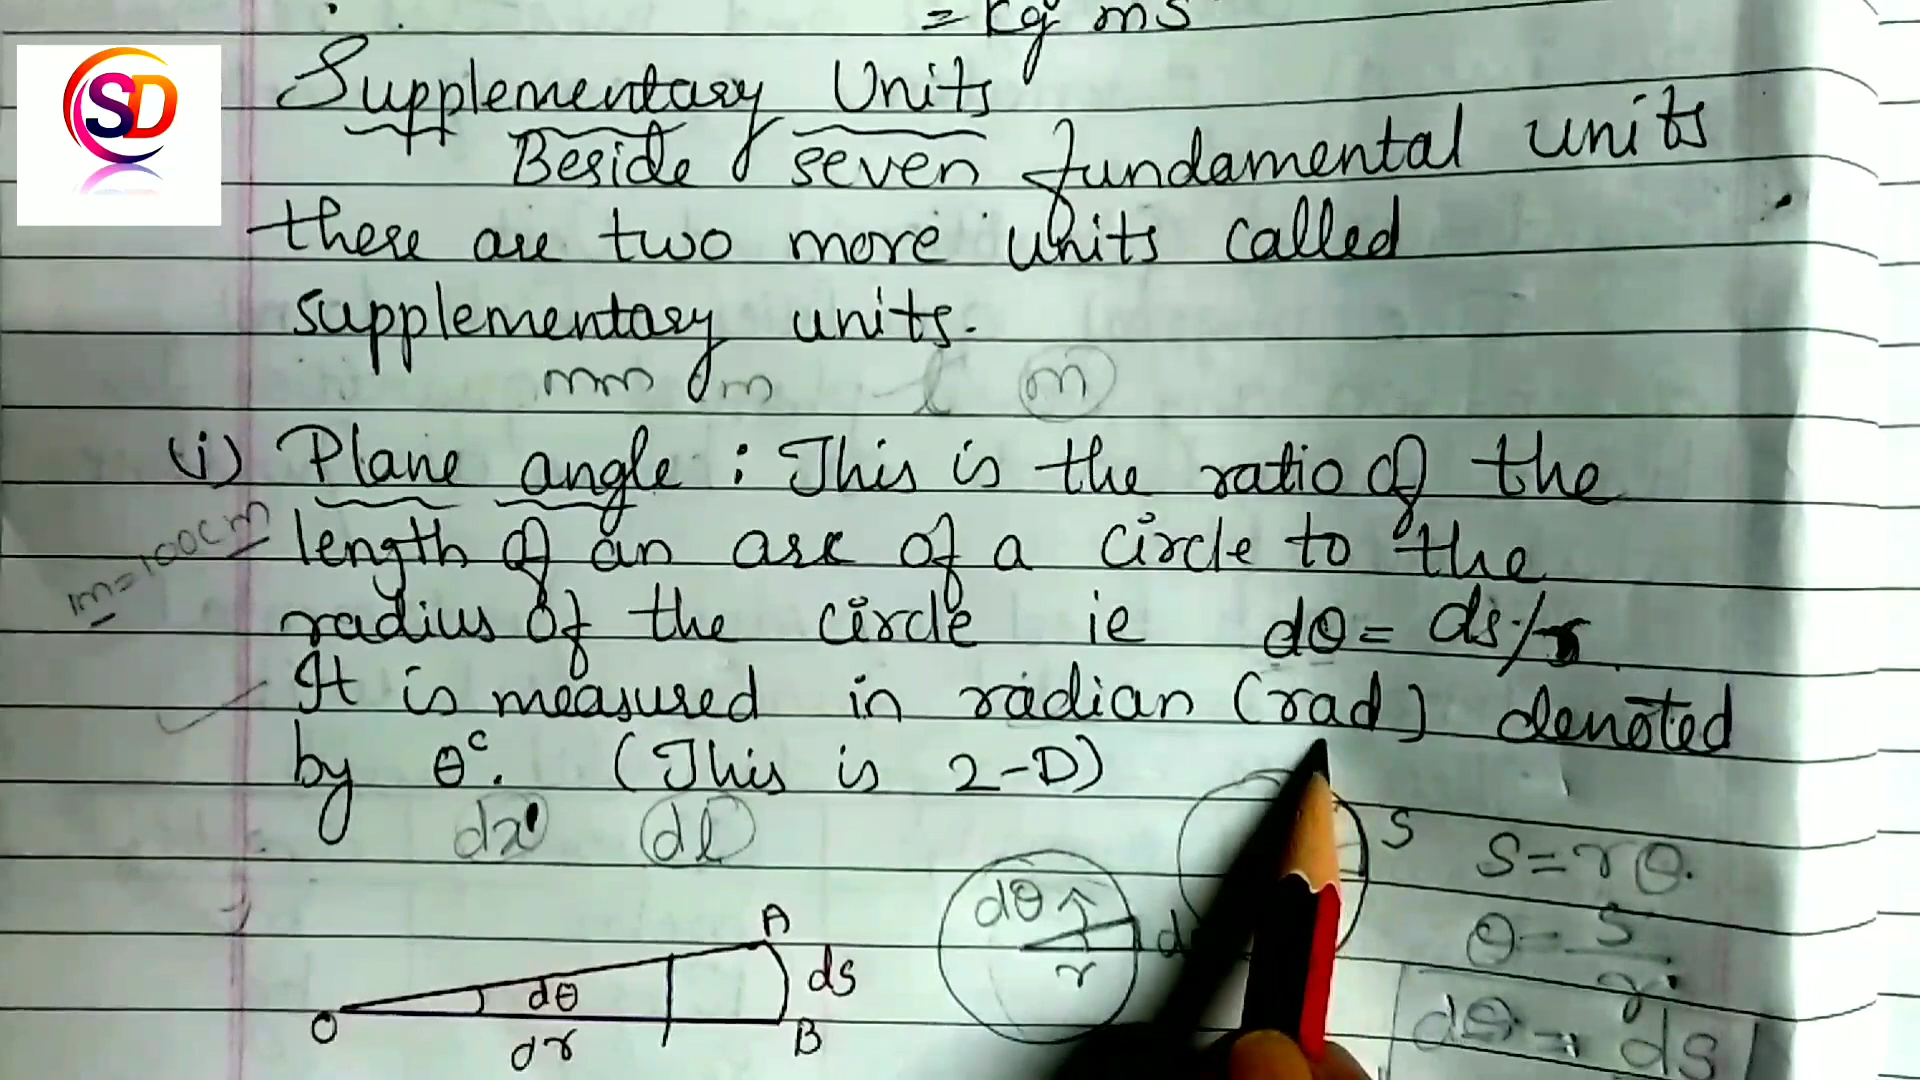 = kg ms
SD
Supplementary Units
Beside seven fundamental units
there are two more units called
supplementary units.
mm m l m
(i) Plane angle : This is the ratio of the
1m=100cm
length of an arc of a circle to the
radius of the circle ie dθ = ds/r
It is measured in radian (rad) denoted
by θᶜ. (This is 2-D)
dx dl
S
S = rθ.
A
dθ
r
θ = S/r
O dθ dS
dr B
dθ = ds